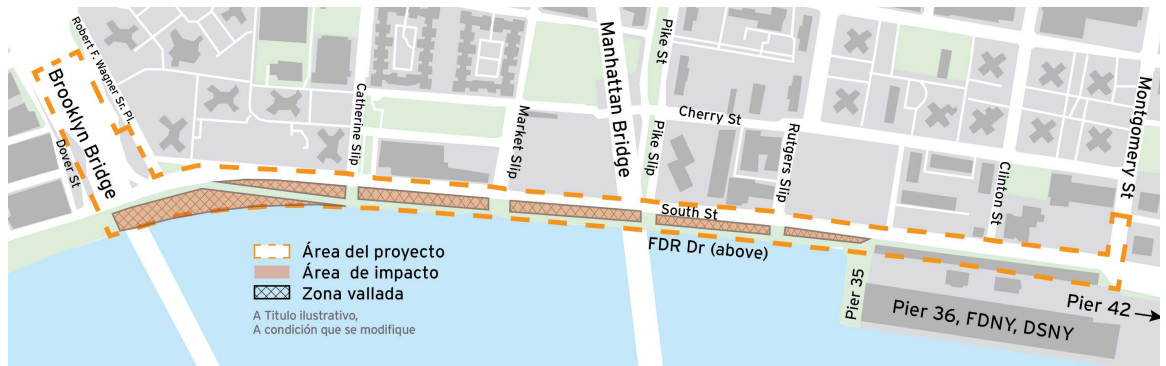 Robert F. Wagner Sr. Pl.
Brooklyn Bridge
Dover St
Catherine Slip
Market Slip
Manhattan Bridge
Pike St
Pike Slip
Cherry St
Rutgers Slip
Clinton St
Montgomery St
South St
FDR Dr (above)
Pier 35
Pier 36, FDNY, DSNY
Pier 42
Área del proyecto
Área de impacto
Zona vallada
A Titulo ilustrativo,
A condición que se modifique